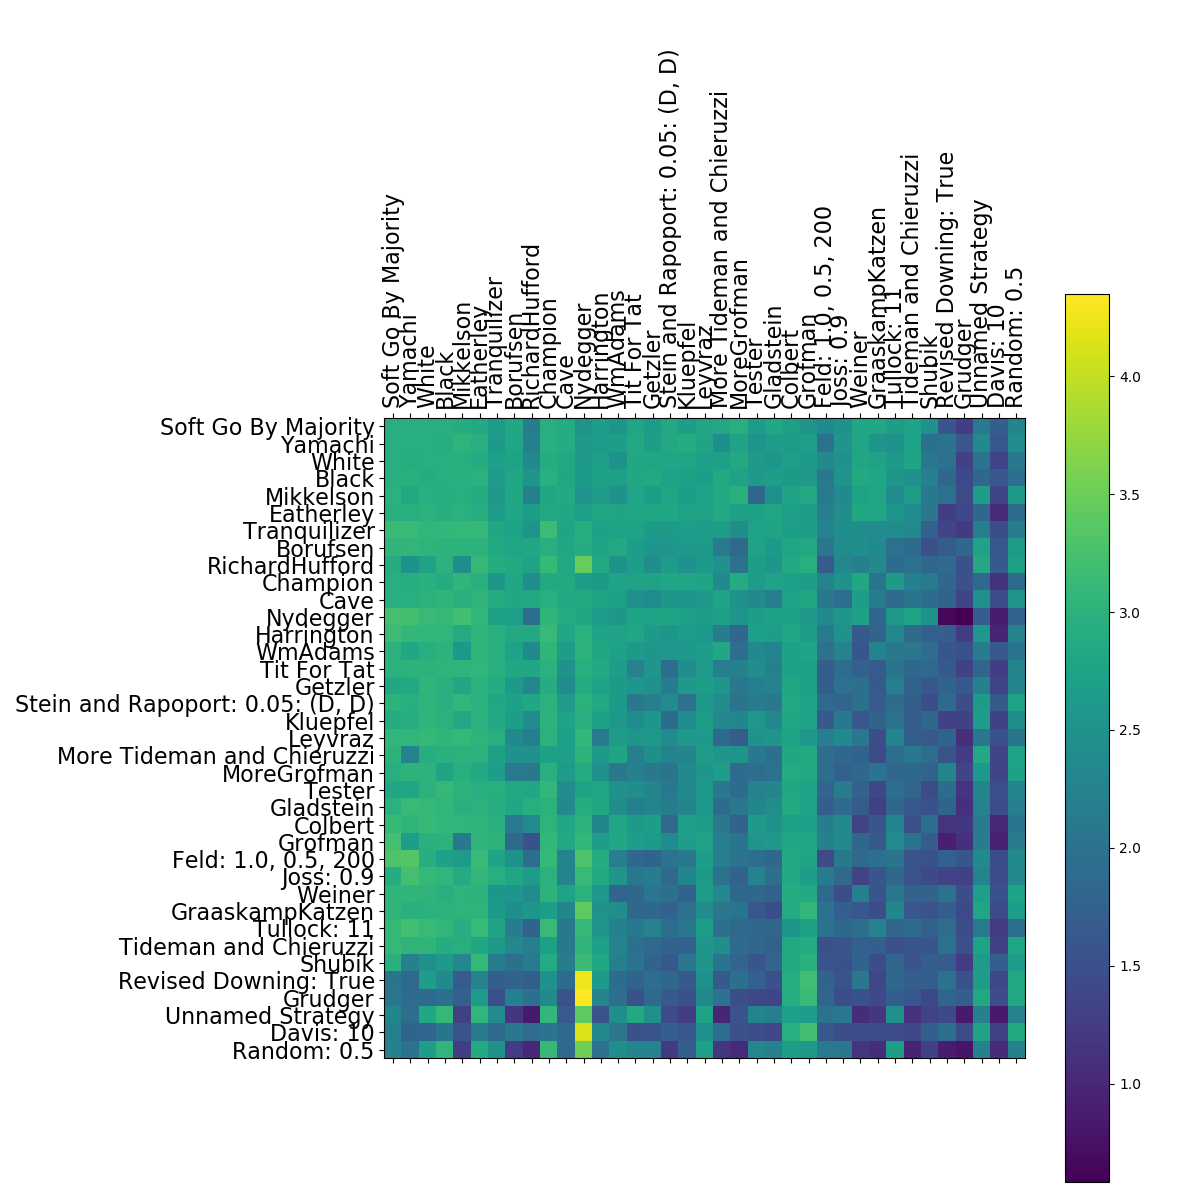 Soft Go By Majority
Yamachi
White
Black
Mikkelson
Eatherley
Tranquilizer
Borufsen
RichardHufford
Champion
Cave
Nydegger
Harrington
WmAdams
Tit For Tat
Getzler
Stein and Rapoport: 0.05: (D, D)
Kluepfel
Leyvraz
More Tideman and Chieruzzi
MoreGrofman
Tester
Gladstein
Colbert
Grofman
Feld: 1.0, 0.5, 200
Joss: 0.9
Weiner
GraaskampKatzen
Tullock: 11
Tideman and Chieruzzi
Shubik
Revised Downing: True
Grudger
Unnamed Strategy
Davis: 10
Random: 0.5
Soft Go By Majority
Yamachi
White
Black
Mikkelson
Eatherley
Tranquilizer
Borufsen
RichardHufford
Champion
Cave
Nydegger
Harrington
WmAdams
Tit For Tat
Getzler
Stein and Rapoport: 0.05: (D, D)
Kluepfel
Leyvraz
More Tideman and Chieruzzi
MoreGrofman
Tester
Gladstein
Colbert
Grofman
Feld: 1.0, 0.5, 200
Joss: 0.9
Weiner
GraaskampKatzen
Tullock: 11
Tideman and Chieruzzi
Shubik
Revised Downing: True
Grudger
Unnamed Strategy
Davis: 10
Random: 0.5
4.0
3.5
3.0
2.5
2.0
1.5
1.0